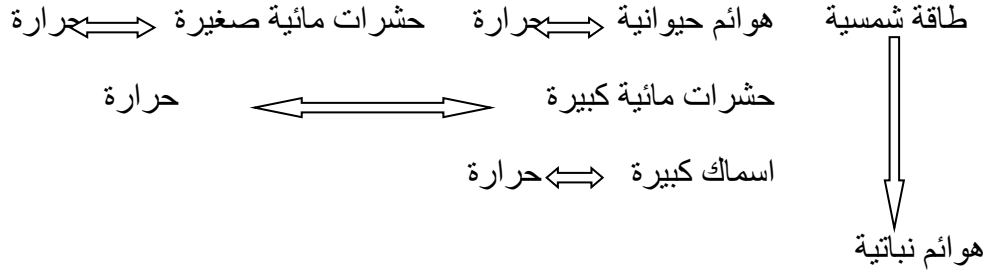 طاقة شمسية هوائم حيوانية حرارة حشرات مائية صغيرة حرارة
حشرات مائية كبيرة حرارة
اسماك كبيرة حرارة
هوائم نباتية